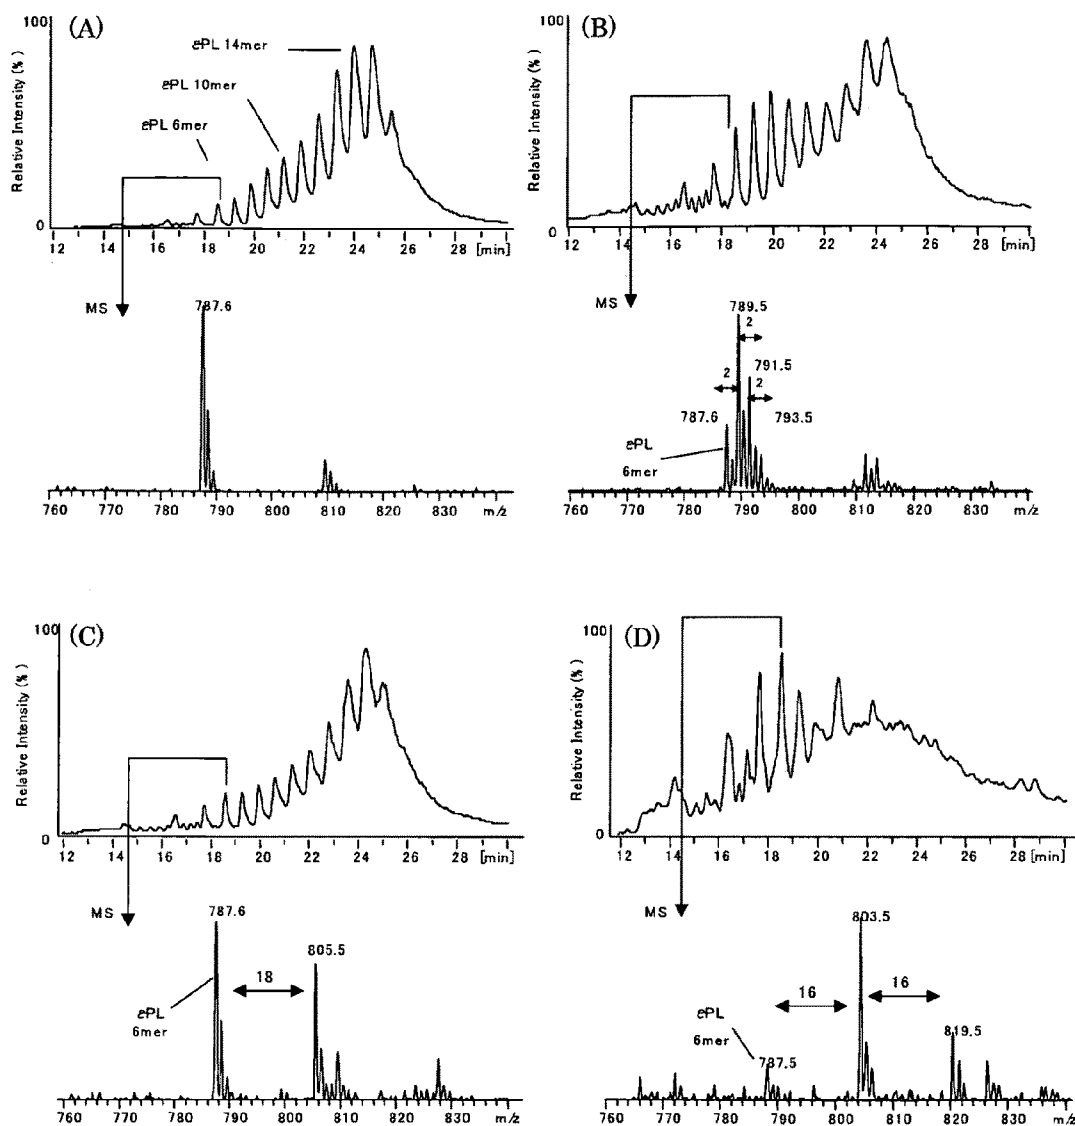 (A)
100
Relative Intensity (%)
0
εPL 14mer
εPL 10mer
εPL 6mer
12 14 16 18 20 22 24 26 28 [min]
MS
787.6
760 770 780 790 800 810 820 830 m/z
(B)
100
Relative Intensity (%)
0
12 14 16 18 20 22 24 26 28 [min]
MS
789.5
2
791.5
2
2
787.6
793.5
εPL
6mer
760 770 780 790 800 810 820 830 m/z
(C)
100
Relative Intensity (%)
0
12 14 16 18 20 22 24 26 28 [min]
MS
787.6
805.5
18
εPL
6mer
760 770 780 790 800 810 820 830 m/z
(D)
100
Relative Intensity (%)
0
12 14 16 18 20 22 24 26 28 [min]
MS
803.5
16
16
εPL
6mer
787.5
819.5
760 770 780 790 800 810 820 830 m/z